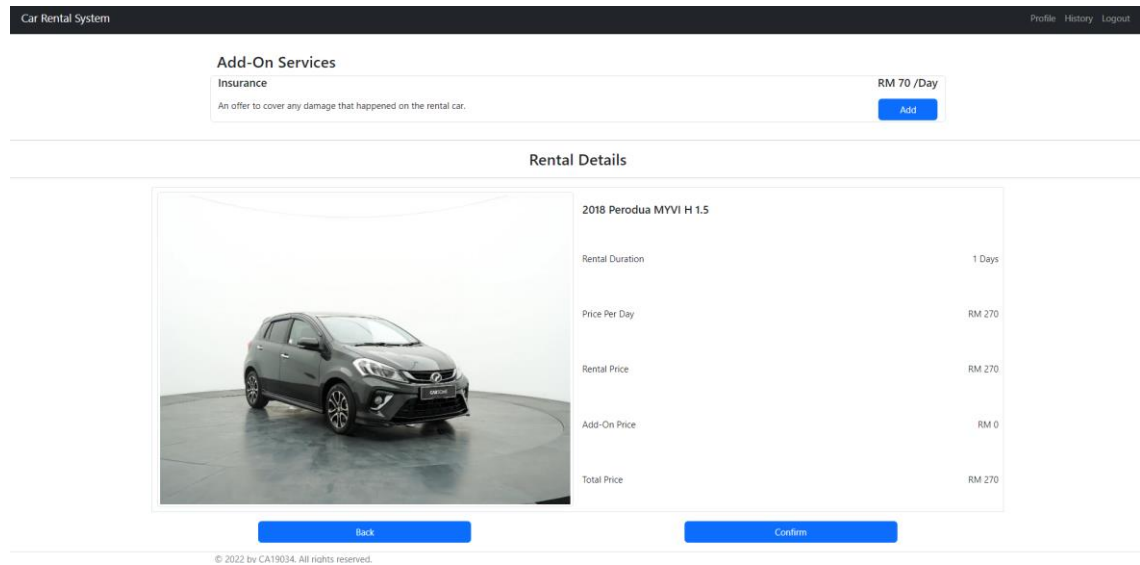 Car Rental System
Profile History Logout
Add-On Services
Insurance RM 70 /Day
An offer to cover any damage that happened on the rental car.
Add
Rental Details
2018 Perodua MYVI H 1.5
Rental Duration 1 Days
Price Per Day RM 270
Rental Price RM 270
Add-On Price RM 0
Total Price RM 270
Back Confirm
© 2022 by CA19034. All rights reserved.